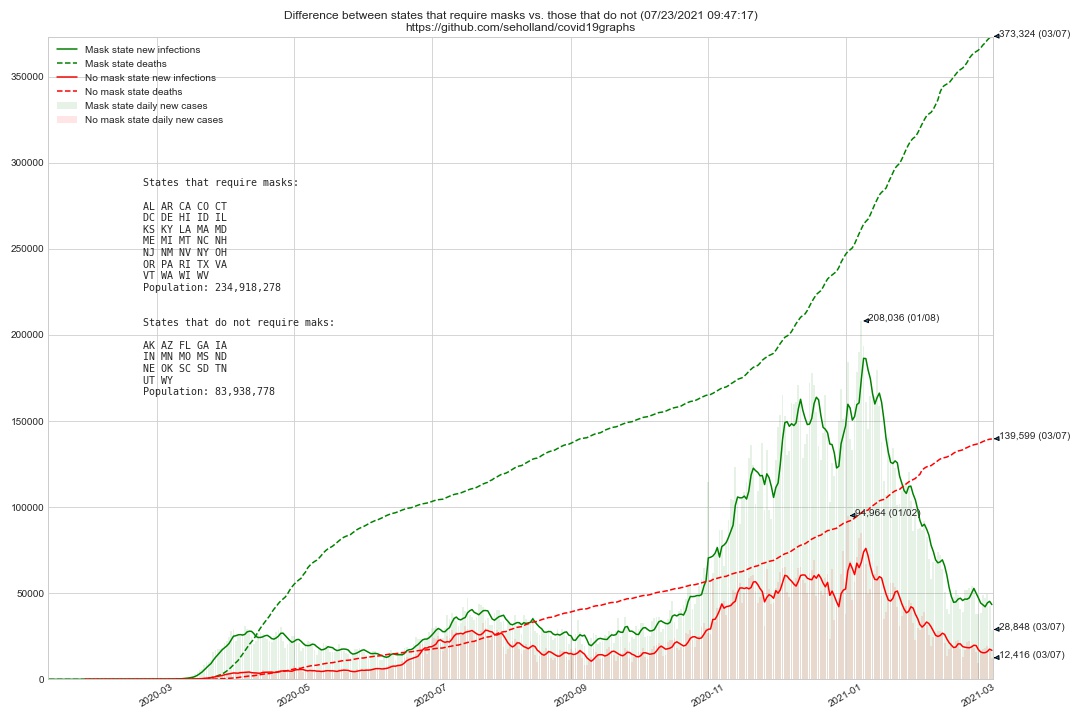 Difference between states that require masks vs. those that do not (07/23/2021 09:47:17)
https://github.com/seholland/covid19graphs
Mask state new infections
Mask state deaths
No mask state new infections
No mask state deaths
Mask state daily new cases
No mask state daily new cases
States that require masks:
AL AR CA CO CT
DC DE HI ID IL
KS KY LA MA MD
ME MI MT NC NH
NJ NM NV NY OH
OR PA RI TX VA
VT WA WI WV
Population: 234,918,278
States that do not require maks:
AK AZ FL GA IA
IN MN MO MS ND
NE OK SC SD TN
UT WY
Population: 83,938,778
373,324 (03/07)
208,036 (01/08)
139,599 (03/07)
94,964 (01/02)
28,848 (03/07)
12,416 (03/07)
350000
300000
250000
200000
150000
100000
50000
0
2020-03
2020-05
2020-07
2020-09
2020-11
2021-01
2021-03